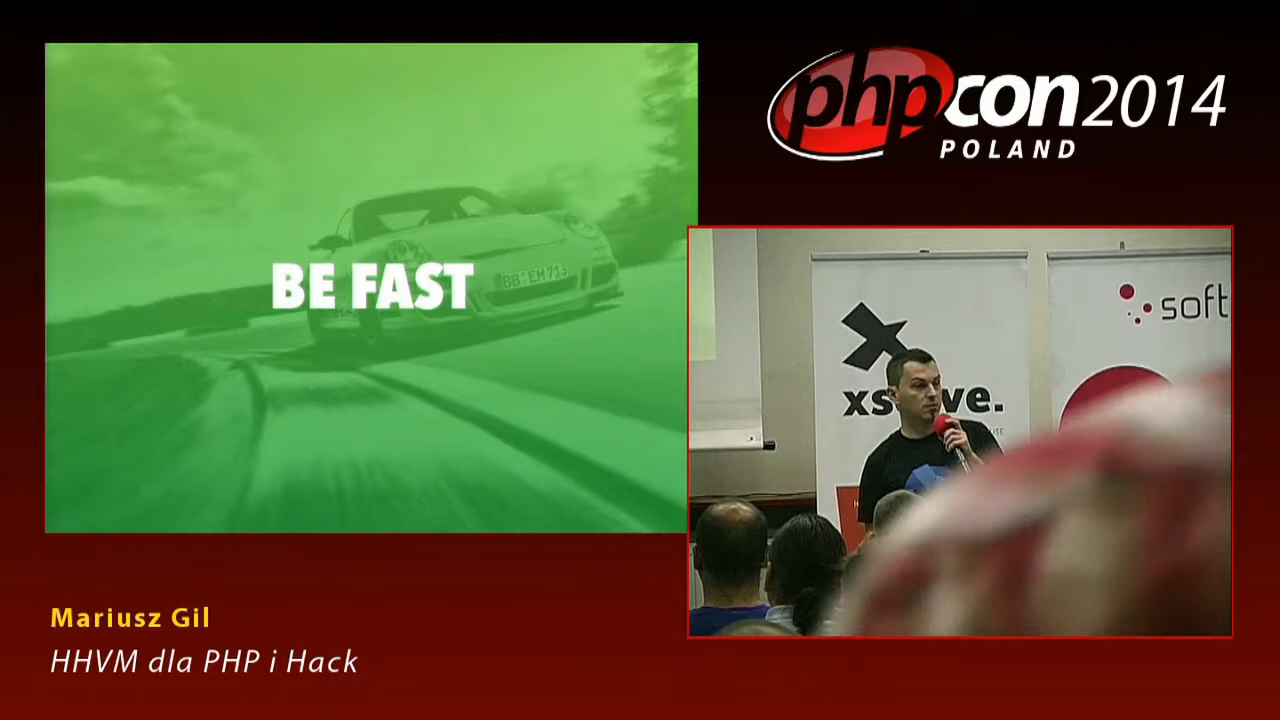 phpcon2014
POLAND
BE FAST
BB EM 713
soft
xs ve.
Mariusz Gil
HHVM dla PHP i Hack